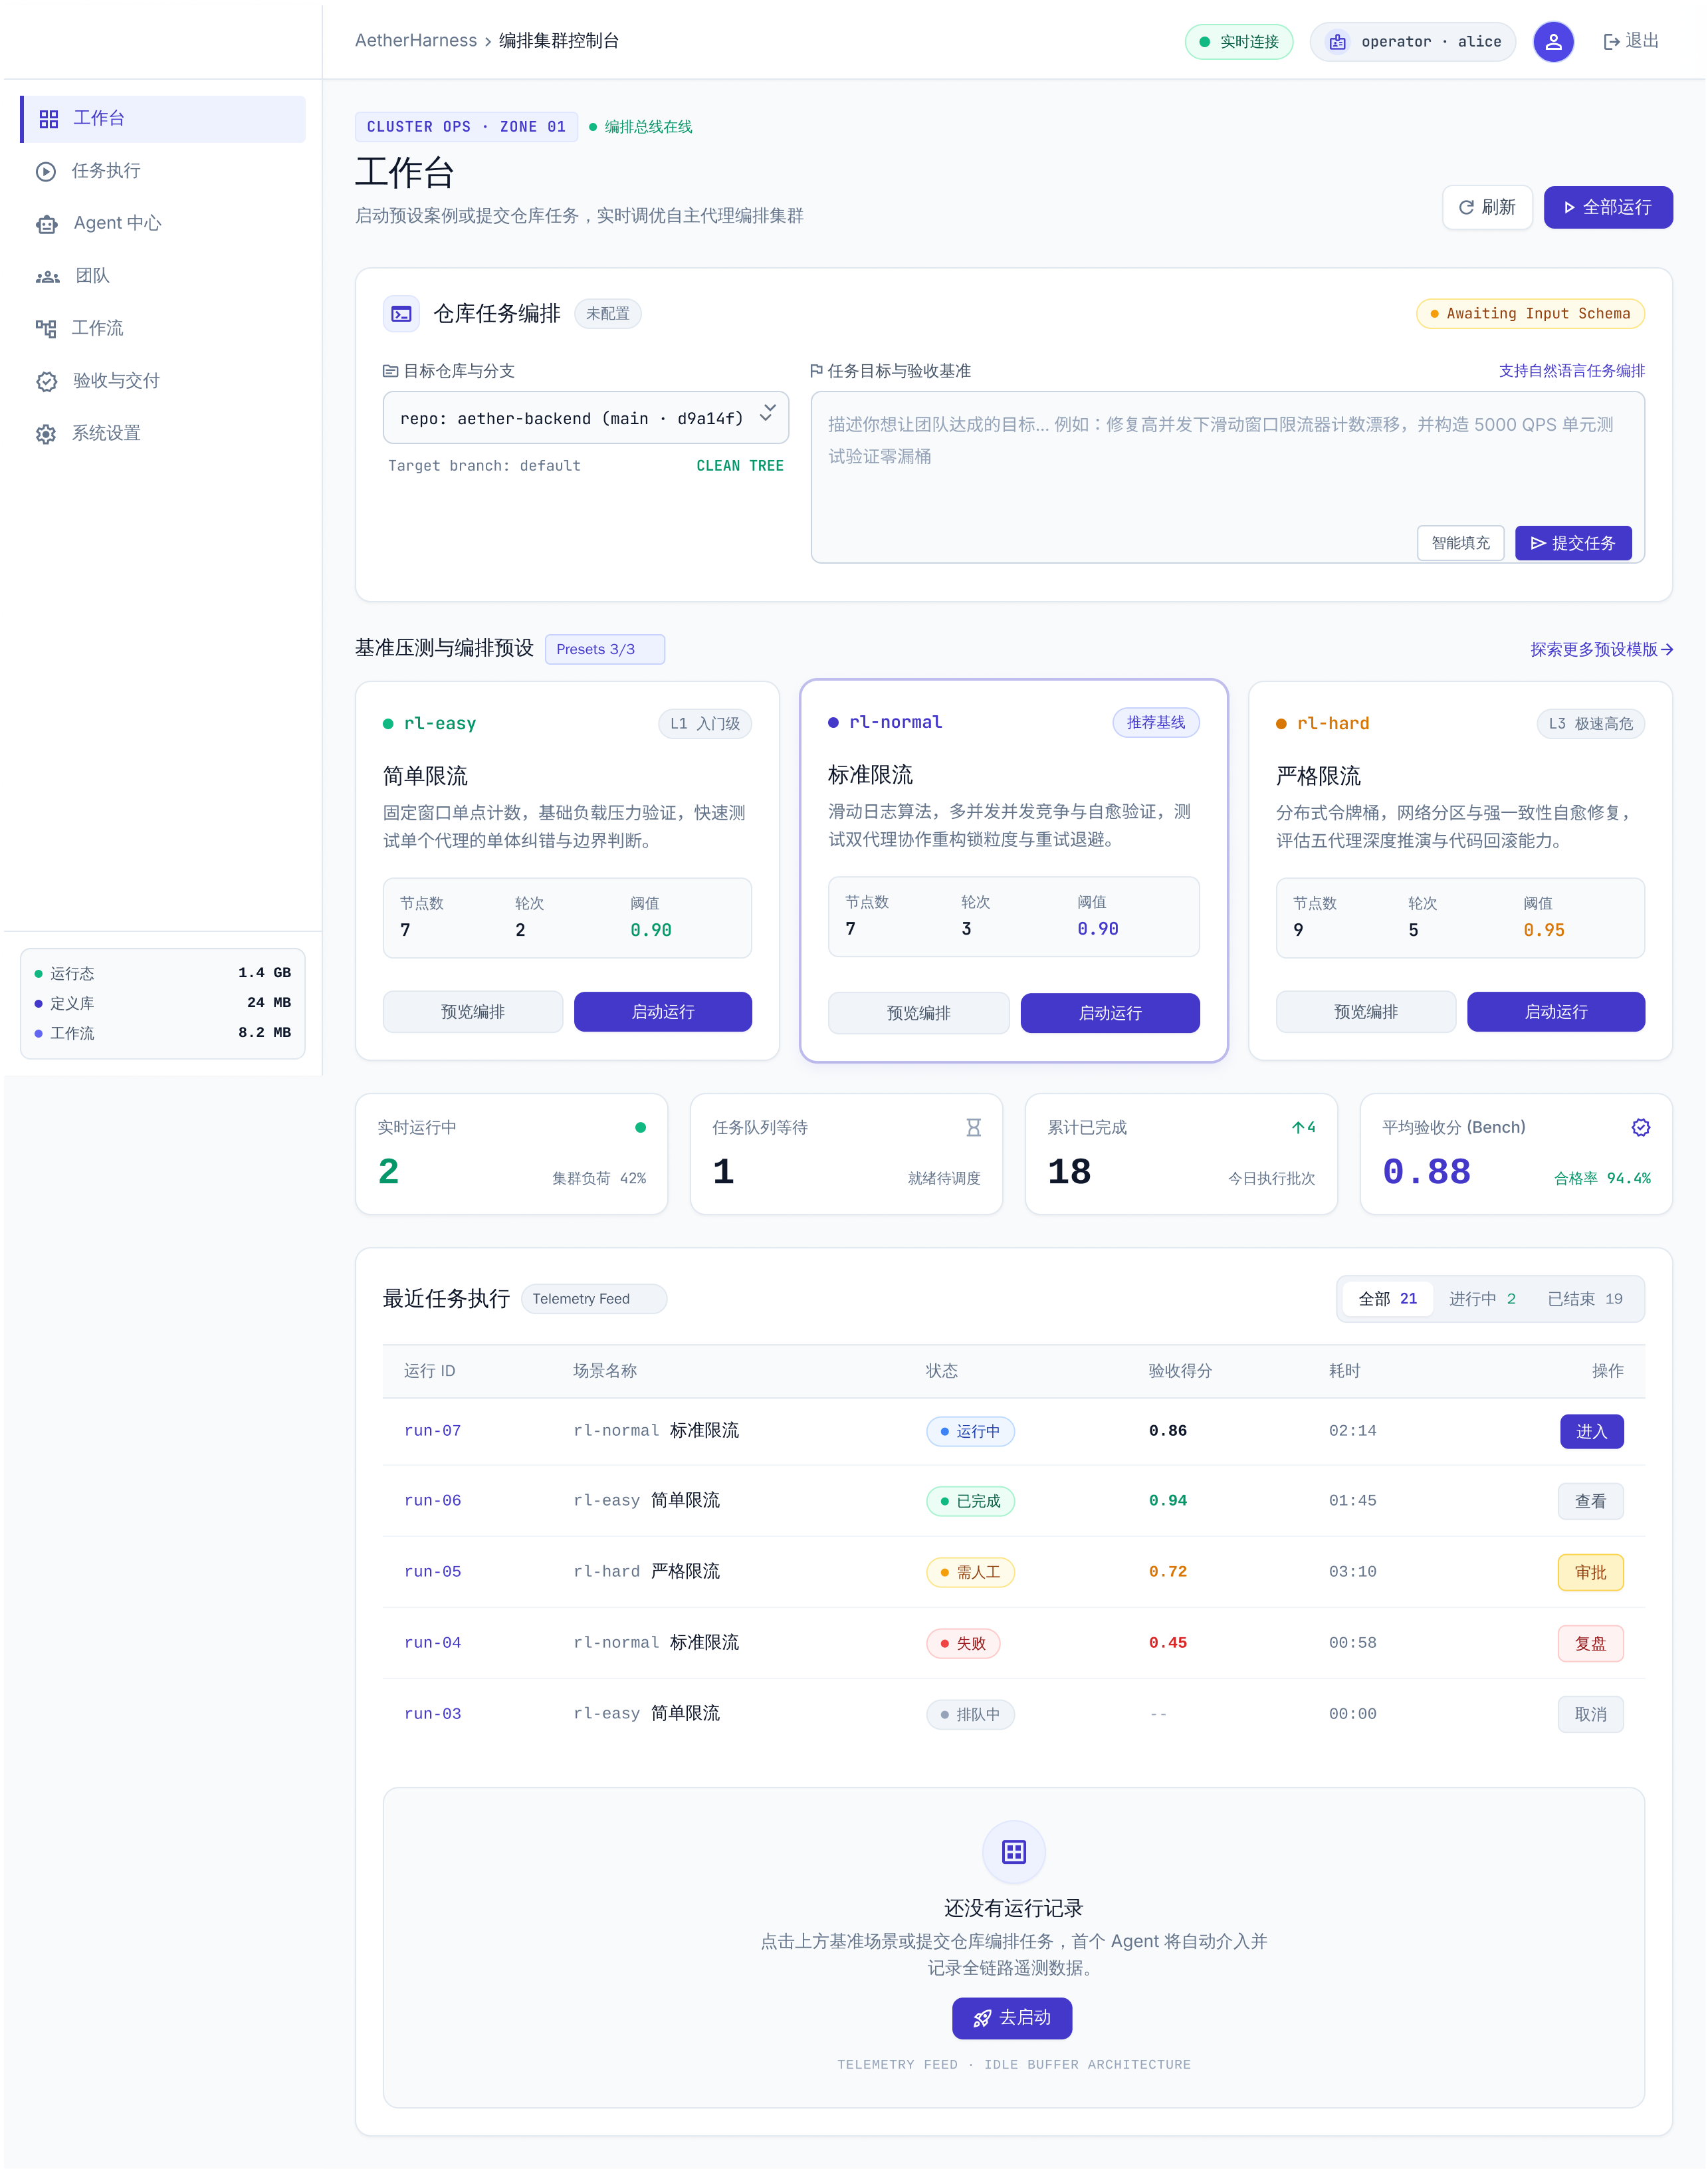 AetherHarness › 编排集群控制台
实时连接
operator · alice
退出
工作台
任务执行
Agent 中心
团队
工作流
验收与交付
系统设置
运行态 1.4 GB
定义库 24 MB
工作流 8.2 MB
CLUSTER OPS · ZONE 01
编排总线在线
工作台
启动预设案例或提交仓库任务，实时调优自主代理编排集群
刷新
全部运行
仓库任务编排
未配置
Awaiting Input Schema
目标仓库与分支
repo: aether-backend (main · d9a14f)
Target branch: default
CLEAN TREE
任务目标与验收基准
支持自然语言任务编排
描述你想让团队达成的目标... 例如：修复高并发下滑动窗口限流器计数漂移，并构造 5000 QPS 单元测
试验证零漏桶
智能填充
提交任务
基准压测与编排预设
Presets 3/3
探索更多预设模版→
rl-easy
L1 入门级
简单限流
固定窗口单点计数，基础负载压力验证，快速测
试单个代理的单体纠错与边界判断。
节点数 轮次 阈值
7 2 0.90
预览编排
启动运行
rl-normal
推荐基线
标准限流
滑动日志算法，多并发并发竞争与自愈验证，测
试双代理协作重构锁粒度与重试退避。
节点数 轮次 阈值
7 3 0.90
预览编排
启动运行
rl-hard
L3 极速高危
严格限流
分布式令牌桶，网络分区与强一致性自愈修复，
评估五代理深度推演与代码回滚能力。
节点数 轮次 阈值
9 5 0.95
预览编排
启动运行
实时运行中
2 集群负荷 42%
任务队列等待
1 就绪待调度
累计已完成 ↑4
18 今日执行批次
平均验收分 (Bench)
0.88 合格率 94.4%
最近任务执行
Telemetry Feed
全部 21 进行中 2 已结束 19
运行 ID 场景名称 状态 验收得分 耗时 操作
run-07 rl-normal 标准限流 运行中 0.86 02:14 进入
run-06 rl-easy 简单限流 已完成 0.94 01:45 查看
run-05 rl-hard 严格限流 需人工 0.72 03:10 审批
run-04 rl-normal 标准限流 失败 0.45 00:58 复盘
run-03 rl-easy 简单限流 排队中 -- 00:00 取消
还没有运行记录
点击上方基准场景或提交仓库编排任务，首个 Agent 将自动介入并
记录全链路遥测数据。
去启动
TELEMETRY FEED · IDLE BUFFER ARCHITECTURE